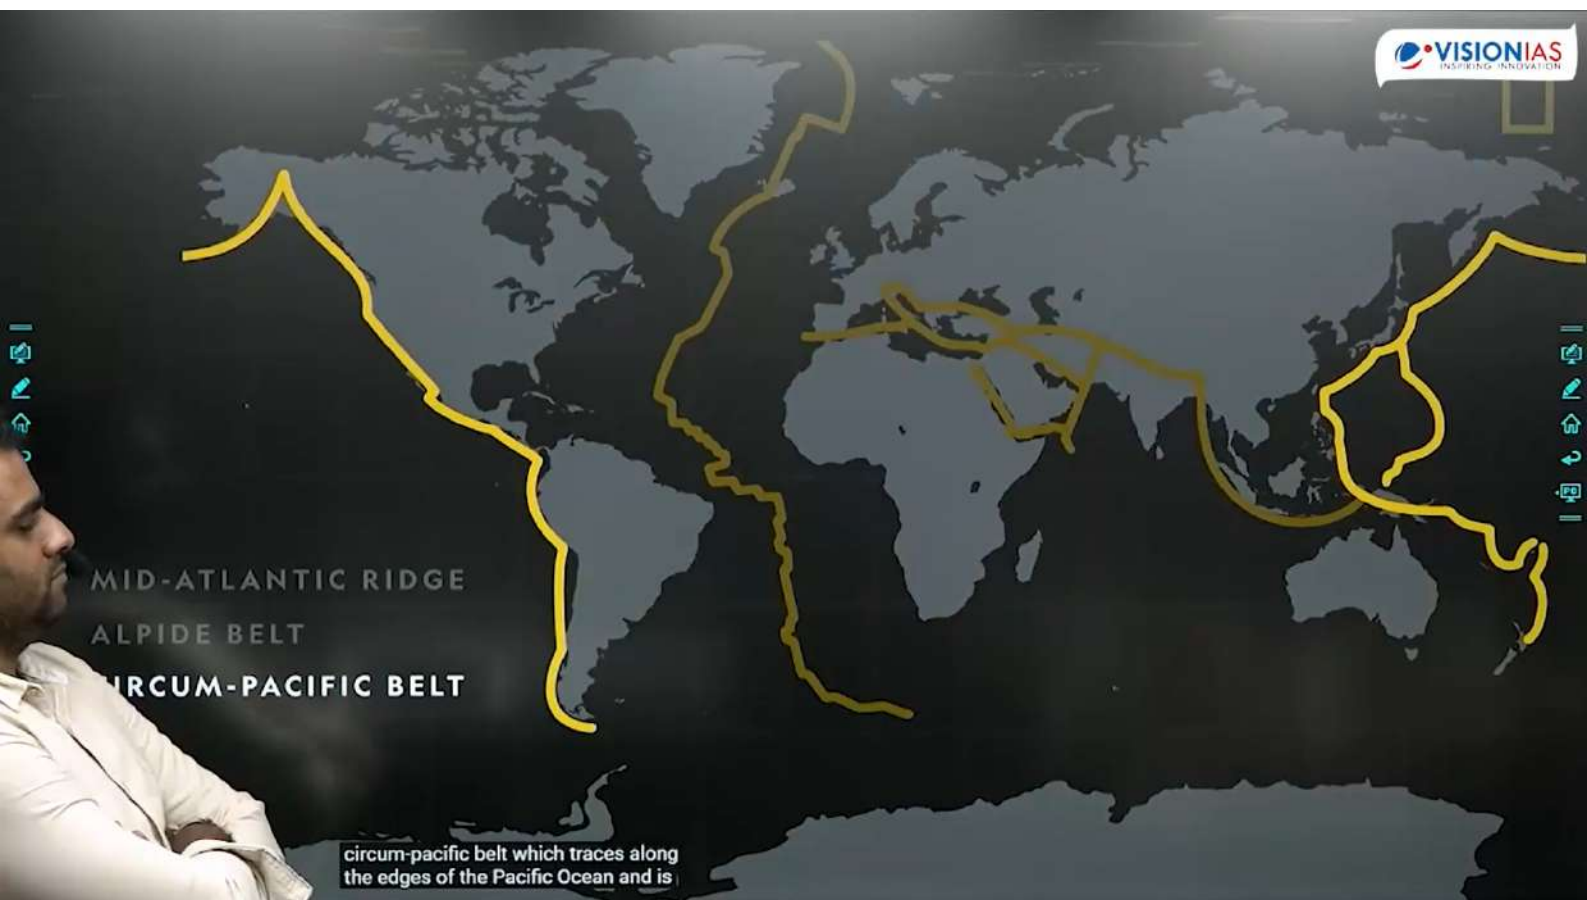 VISIONIAS
INSPIRING INNOVATION
MID-ATLANTIC RIDGE
ALPIDE BELT
CIRCUM-PACIFIC BELT
circum-pacific belt which traces along
the edges of the Pacific Ocean and is